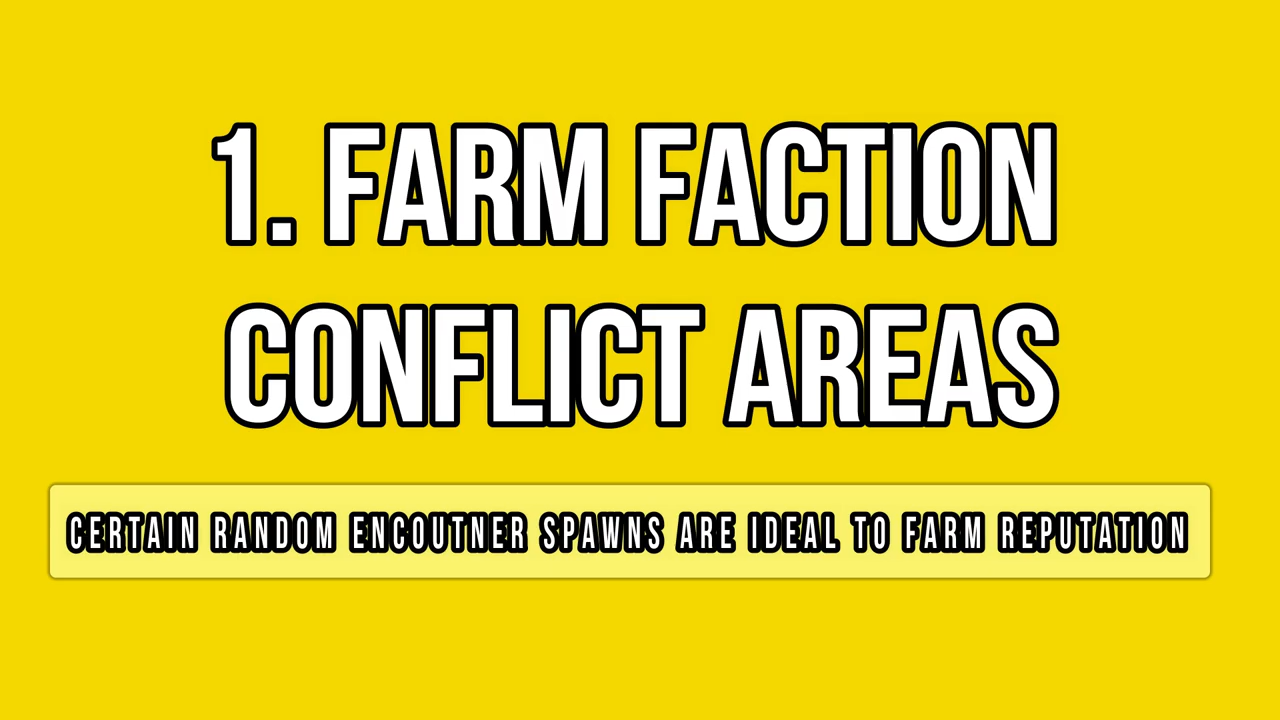 1. FARM FACTION
CONFLICT AREAS
CERTAIN RANDOM ENCOUTNER SPAWNS ARE IDEAL TO FARM REPUTATION